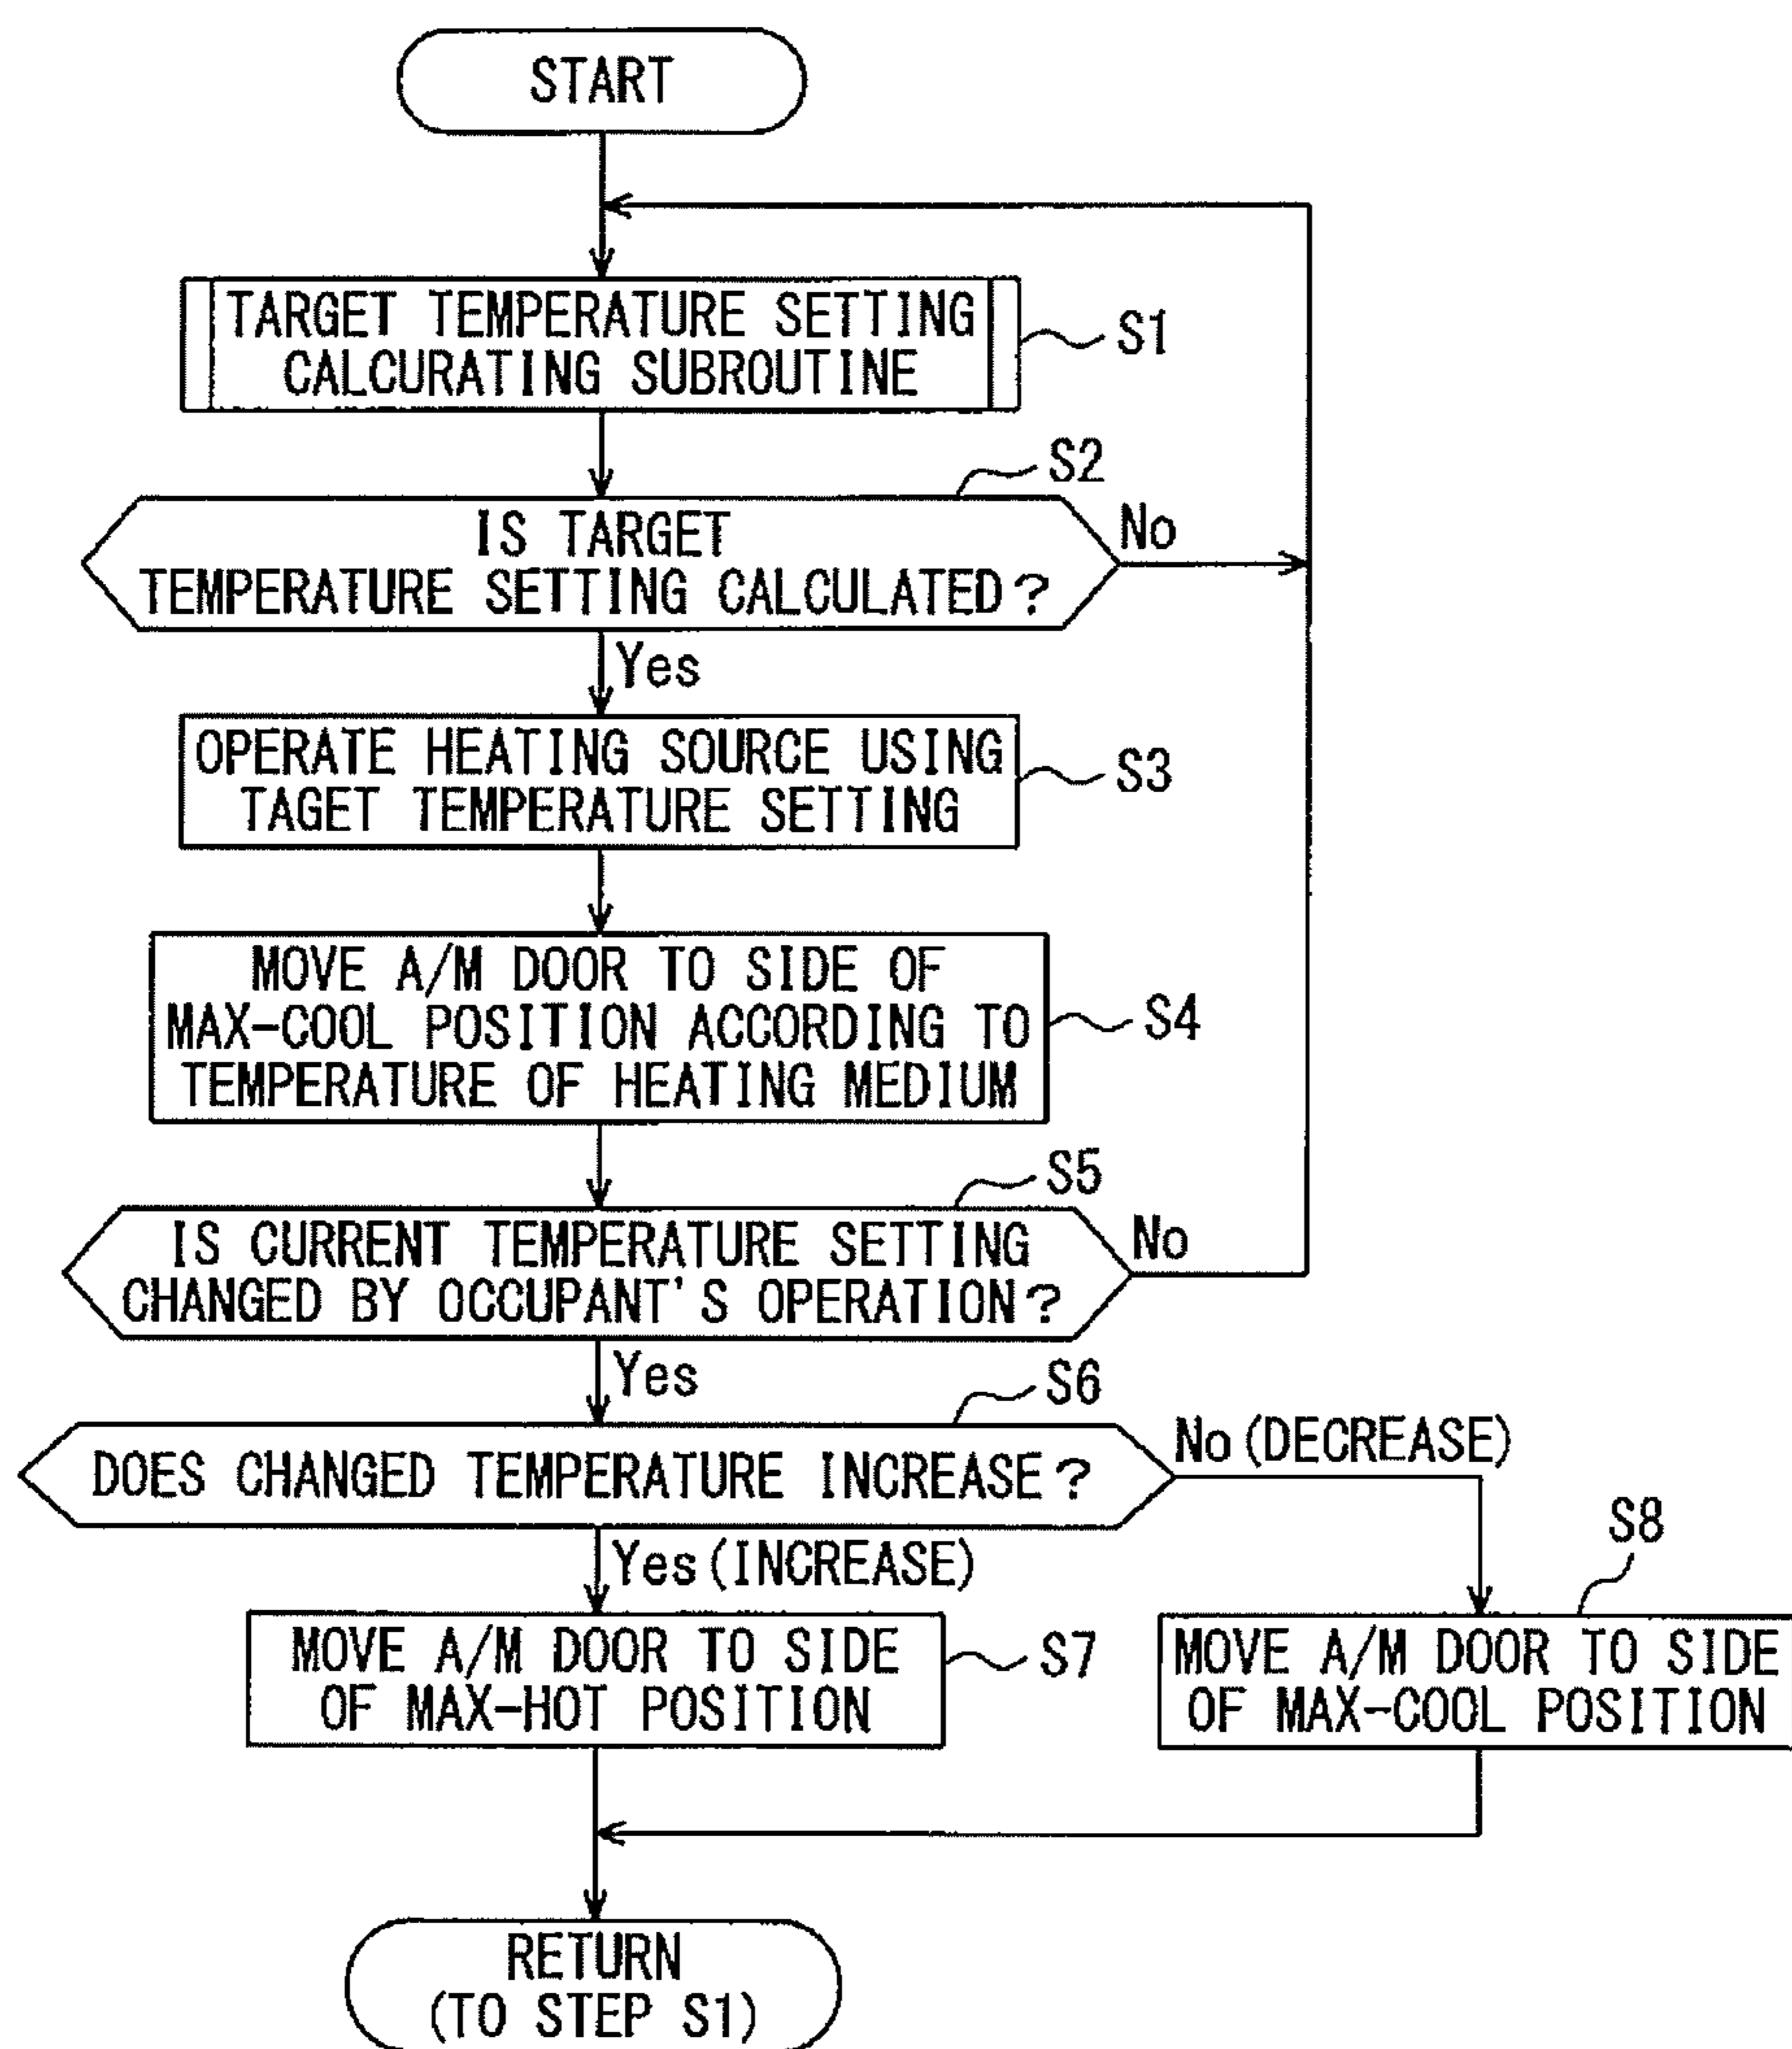 START
TARGET TEMPERATURE SETTING
CALCURATING SUBROUTINE
S1
S2
IS TARGET
TEMPERATURE SETTING CALCULATED?
No
Yes
OPERATE HEATING SOURCE USING
TAGET TEMPERATURE SETTING
S3
MOVE A/M DOOR TO SIDE OF
MAX-COOL POSITION ACCORDING TO
TEMPERATURE OF HEATING MEDIUM
S4
S5
IS CURRENT TEMPERATURE SETTING
CHANGED BY OCCUPANT'S OPERATION?
No
Yes
S6
DOES CHANGED TEMPERATURE INCREASE?
No (DECREASE)
Yes (INCREASE)
S8
MOVE A/M DOOR TO SIDE
OF MAX-HOT POSITION
S7
MOVE A/M DOOR TO SIDE
OF MAX-COOL POSITION
RETURN
(TO STEP S1)